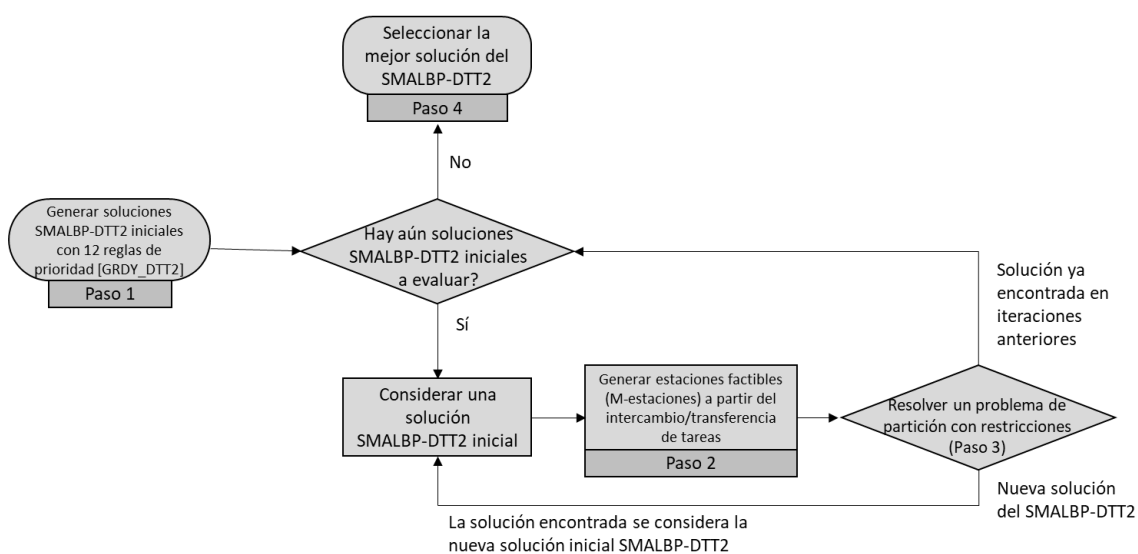 Seleccionar la
mejor solución del
SMALBP-DTT2
Paso 4
No
Generar soluciones
SMALBP-DTT2 iniciales
con 12 reglas de
prioridad [GRDY_DTT2]
Paso 1
Hay aún soluciones
SMALBP-DTT2 iniciales
a evaluar?
Sí
Solución ya
encontrada en
iteraciones
anteriores
Considerar una
solución
SMALBP-DTT2 inicial
Generar estaciones factibles
(M-estaciones) a partir del
intercambio/transferencia
de tareas
Paso 2
Resolver un problema de
partición con restricciones
(Paso 3)
Nueva solución
del SMALBP-DTT2
La solución encontrada se considera la
nueva solución inicial SMALBP-DTT2